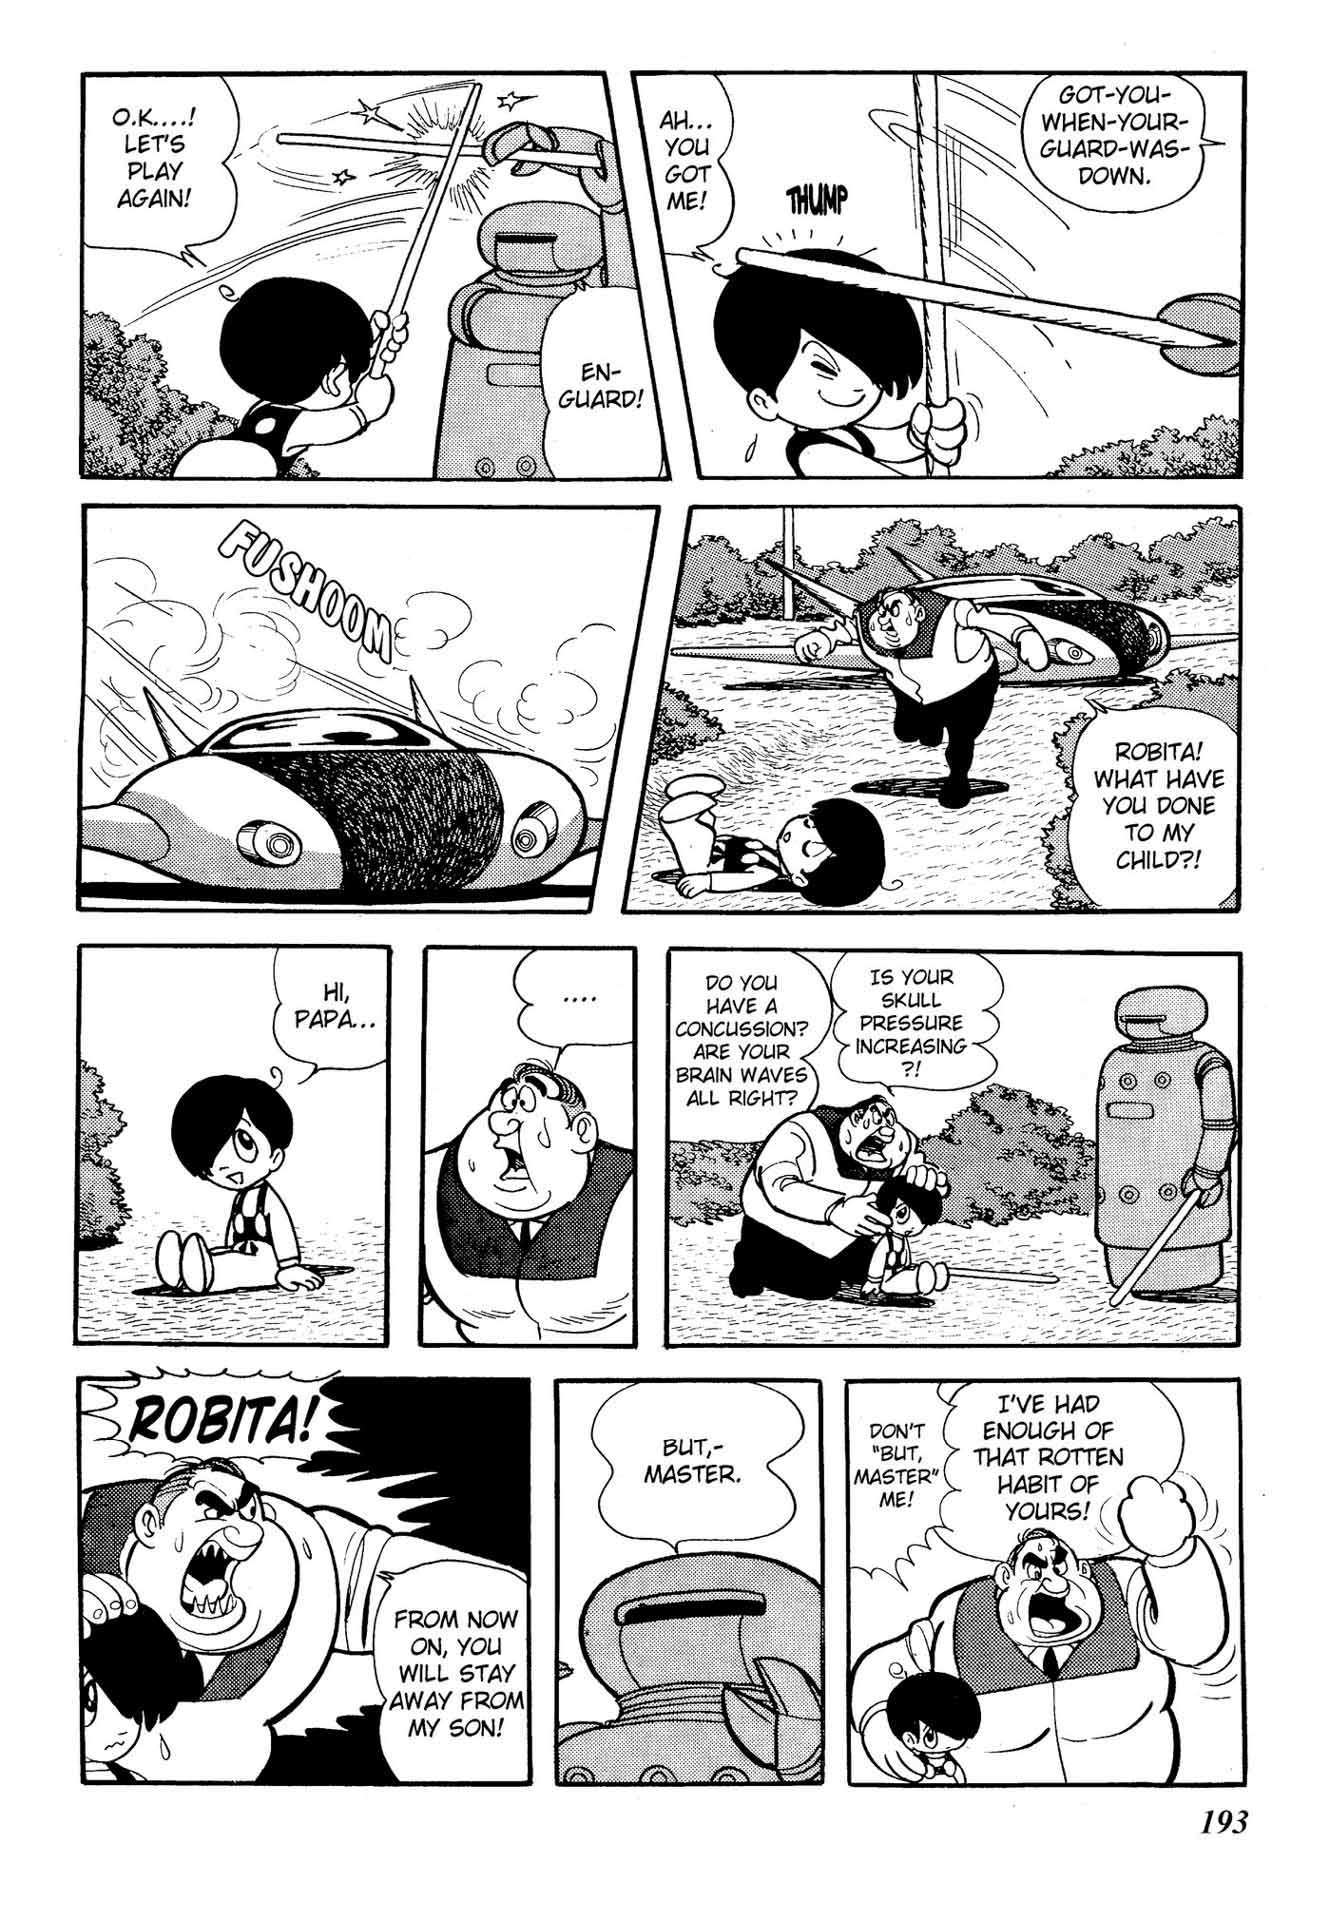 O.K....!
LET'S
PLAY
AGAIN!
EN-
GUARD!
AH...
YOU
GOT
ME!
THUMP
GOT-YOU-
WHEN-YOUR-
GUARD-WAS-
DOWN.
FUSHOOM
ROBITA!
WHAT HAVE
YOU DONE
TO MY
CHILD?!
HI,
PAPA...
....
DO YOU
HAVE A
CONCUSSION?
ARE YOUR
BRAIN WAVES
ALL RIGHT?
IS YOUR
SKULL
PRESSURE
INCREASING
?!
ROBITA!
FROM NOW
ON, YOU
WILL STAY
AWAY FROM
MY SON!
BUT,-
MASTER.
DON'T
"BUT,
MASTER"
ME!
I'VE HAD
ENOUGH OF
THAT ROTTEN
HABIT OF
YOURS!
193